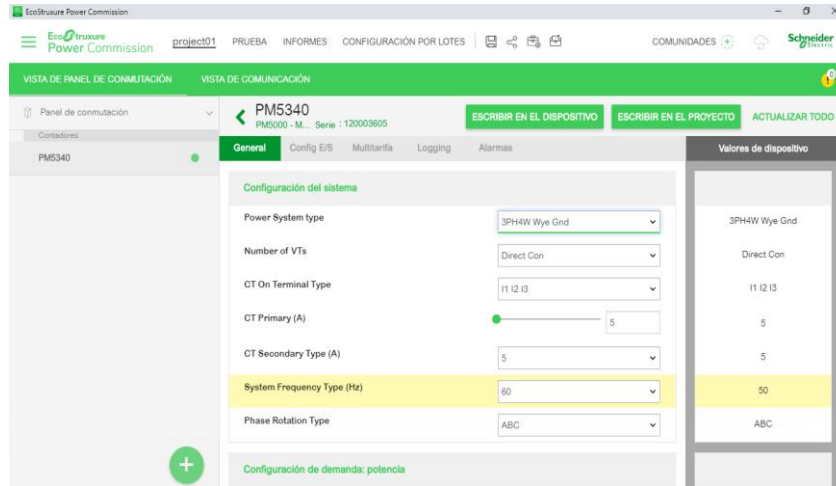 EcoStruxure Power Commission
EcoStruxure
Power Commission
project01 PRUEBA INFORMES CONFIGURACIÓN POR LOTES COMUNIDADES
Schneider
Electric
VISTA DE PANEL DE CONMUTACIÓN VISTA DE COMUNICACIÓN
Panel de conmutación
Contadores
PM5340
PM5340
PM5000 - M... Serie : 120003605
ESCRIBIR EN EL DISPOSITIVO ESCRIBIR EN EL PROYECTO ACTUALIZAR TODO
General Config E/S Multitarifa Logging Alarmas Valores de dispositivo
Configuración del sistema
Power System type 3PH4W Wye Gnd 3PH4W Wye Gnd
Number of VTs Direct Con Direct Con
CT On Terminal Type I1 I2 I3 I1 I2 I3
CT Primary (A) 5 5
CT Secondary Type (A) 5 5
System Frequency Type (Hz) 60 50
Phase Rotation Type ABC ABC
Configuración de demanda: potencia